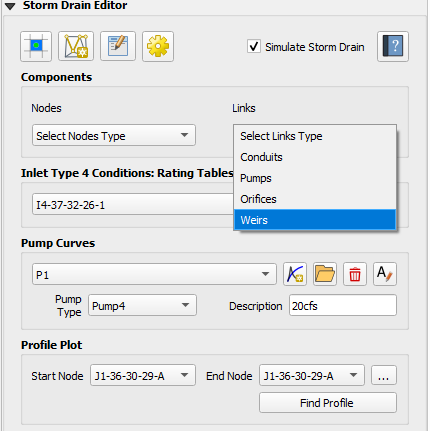 Storm Drain Editor
Simulate Storm Drain
?
Components
Nodes
Links
Select Nodes Type
Select Links Type
Conduits
Pumps
Orifices
Weirs
Inlet Type 4 Conditions: Rating Tables
I4-37-32-26-1
Pump Curves
P1
A
Pump Type
Pump4
Description
20cfs
Profile Plot
Start Node
J1-36-30-29-A
End Node
J1-36-30-29-A
...
Find Profile